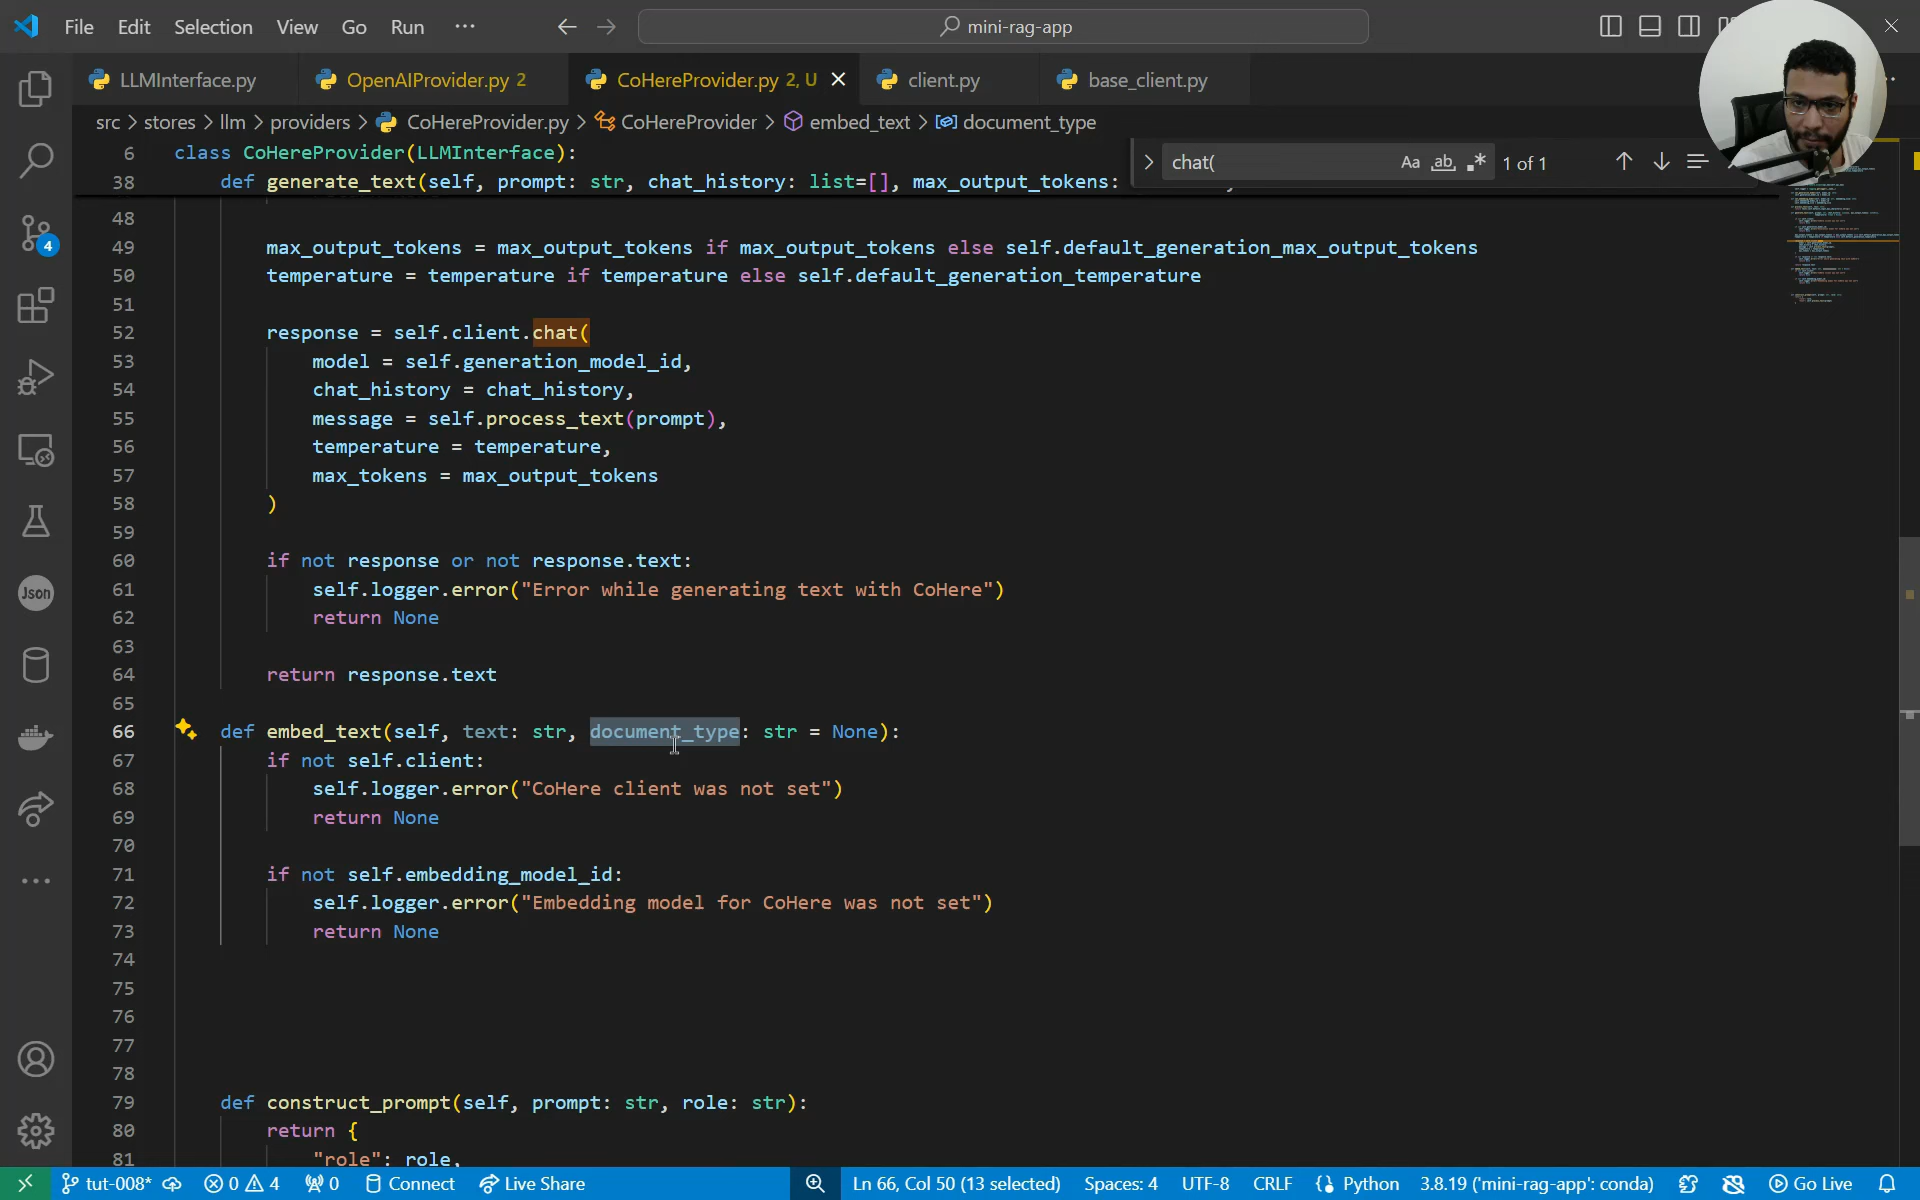 File Edit Selection View Go Run ··· mini-rag-app
LLMInterface.py OpenAIProvider.py 2 CoHereProvider.py 2, U client.py base_client.py
src > stores > llm > providers > CoHereProvider.py > CoHereProvider > embed_text > document_type
chat( Aa ab .* 1 of 1
6 class CoHereProvider(LLMInterface):
38 def generate_text(self, prompt: str, chat_history: list=[], max_output_tokens:
48
49 max_output_tokens = max_output_tokens if max_output_tokens else self.default_generation_max_output_tokens
50 temperature = temperature if temperature else self.default_generation_temperature
51
52 response = self.client.chat(
53 model = self.generation_model_id,
54 chat_history = chat_history,
55 message = self.process_text(prompt),
56 temperature = temperature,
57 max_tokens = max_output_tokens
58 )
59
60 if not response or not response.text:
61 self.logger.error("Error while generating text with CoHere")
62 return None
63
64 return response.text
65
66 def embed_text(self, text: str, document_type: str = None):
67 if not self.client:
68 self.logger.error("CoHere client was not set")
69 return None
70
71 if not self.embedding_model_id:
72 self.logger.error("Embedding model for CoHere was not set")
73 return None
74
75
76
77
78
79 def construct_prompt(self, prompt: str, role: str):
80 return {
81 "role": role,
4
Json
tut-008* 0 4 0 Connect Live Share Ln 66, Col 50 (13 selected) Spaces: 4 UTF-8 CRLF Python 3.8.19 ('mini-rag-app': conda) Go Live